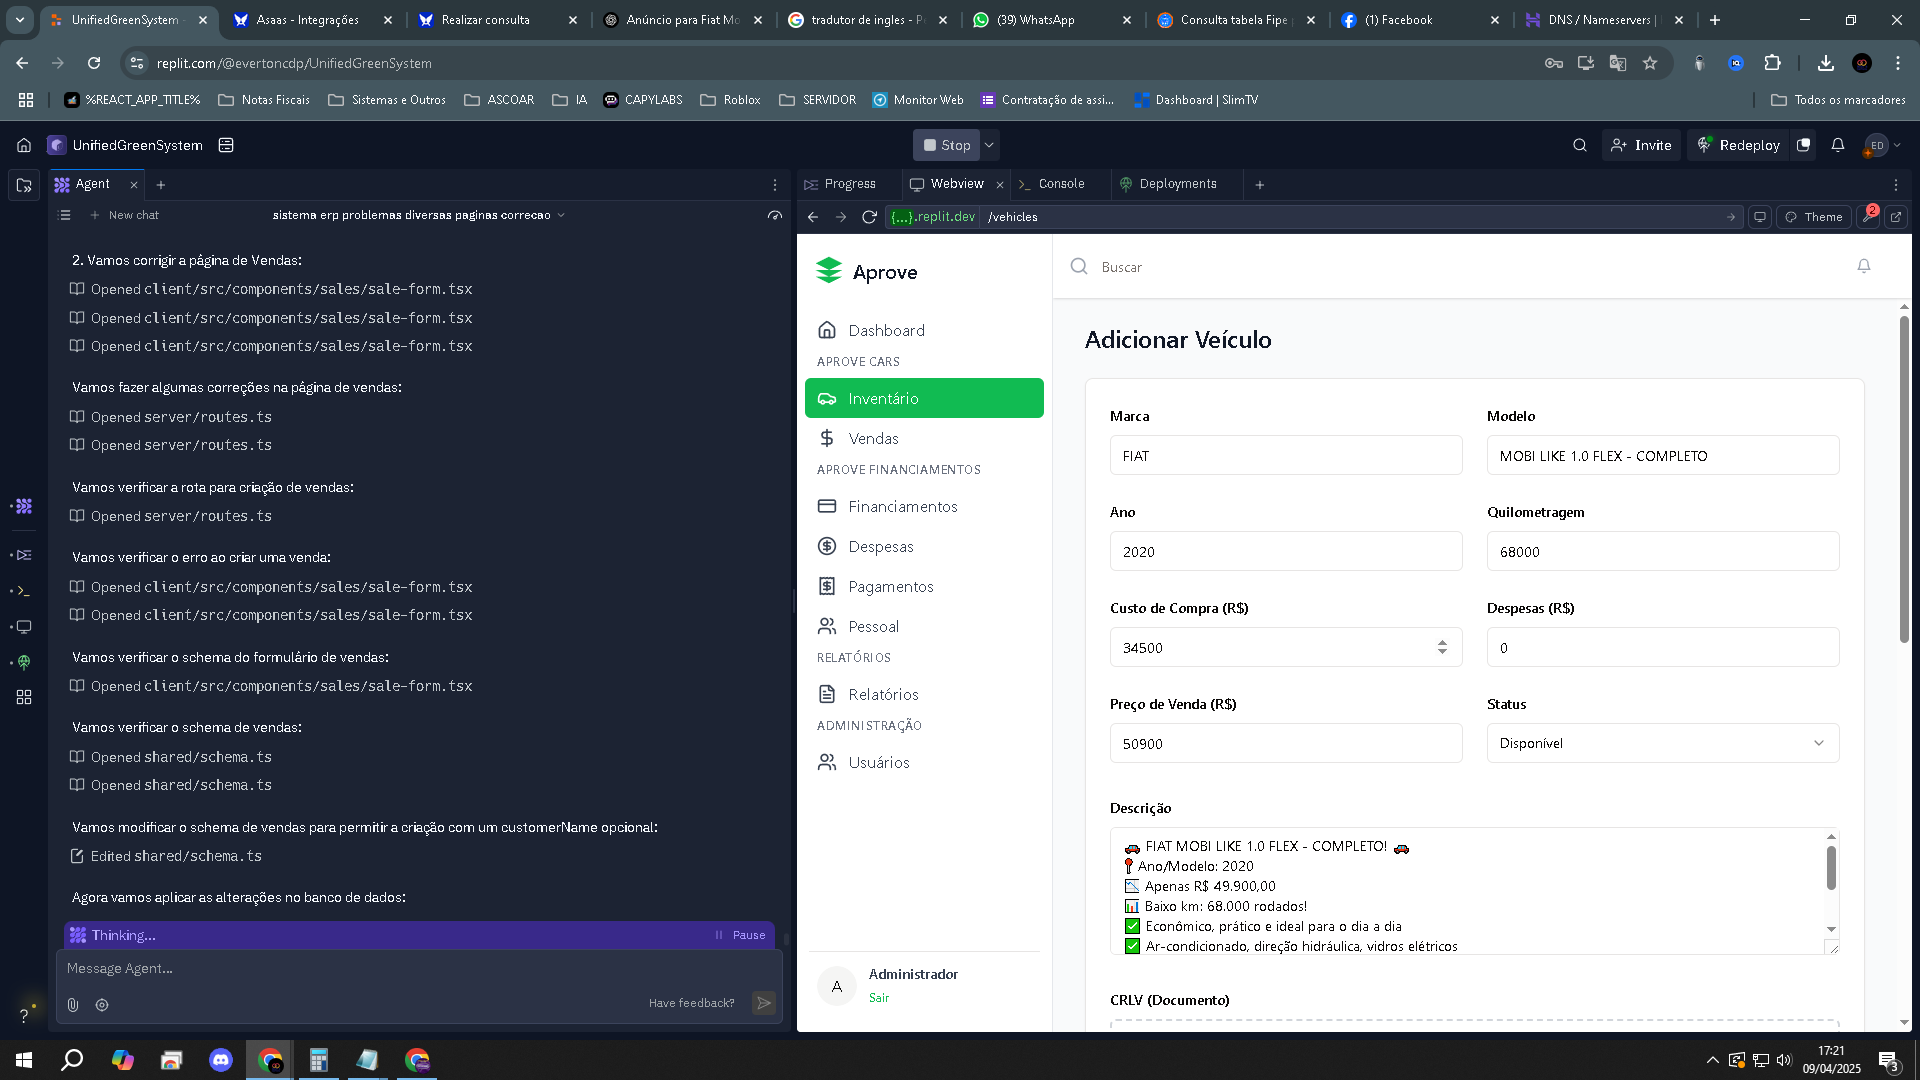 UnifiedGreenSystem -
Asaas - Integrações
Realizar consulta
Anúncio para Fiat Mo
tradutor de ingles - P
(39) WhatsApp
Consulta tabela Fipe
(1) Facebook
DNS / Nameservers |
replit.com/@evertoncdp/UnifiedGreenSystem
%REACT_APP_TITLE%
Notas Fiscais
Sistemas e Outros
ASCOAR
IA
CAPYLABS
Roblox
SERVIDOR
Monitor Web
Contratação de assi...
Dashboard | SlimTV
Todos os marcadores
UnifiedGreenSystem
Stop
Invite
Redeploy
ED
Agent
New chat
sistema erp problemas diversas paginas correcao
2. Vamos corrigir a página de Vendas:
Opened client/src/components/sales/sale-form.tsx
Opened client/src/components/sales/sale-form.tsx
Opened client/src/components/sales/sale-form.tsx
Vamos fazer algumas correções na página de vendas:
Opened server/routes.ts
Opened server/routes.ts
Vamos verificar a rota para criação de vendas:
Opened server/routes.ts
Vamos verificar o erro ao criar uma venda:
Opened client/src/components/sales/sale-form.tsx
Opened client/src/components/sales/sale-form.tsx
Vamos verificar o schema do formulário de vendas:
Opened client/src/components/sales/sale-form.tsx
Vamos verificar o schema de vendas:
Opened shared/schema.ts
Opened shared/schema.ts
Vamos modificar o schema de vendas para permitir a criação com um customerName opcional:
Edited shared/schema.ts
Agora vamos aplicar as alterações no banco de dados:
Thinking...
Pause
Message Agent...
Have feedback?
Progress
Webview
Console
Deployments
{...}.replit.dev
/vehicles
Theme
2
Aprove
Dashboard
APROVE CARS
Inventário
Vendas
APROVE FINANCIAMENTOS
Financiamentos
Despesas
Pagamentos
Pessoal
RELATÓRIOS
Relatórios
ADMINISTRAÇÃO
Usuários
A
Administrador
Sair
Buscar
Adicionar Veículo
Marca
FIAT
Modelo
MOBI LIKE 1.0 FLEX - COMPLETO
Ano
2020
Quilometragem
68000
Custo de Compra (R$)
34500
Despesas (R$)
0
Preço de Venda (R$)
50900
Status
Disponível
Descrição
🚗 FIAT MOBI LIKE 1.0 FLEX - COMPLETO! 🚗
📍 Ano/Modelo: 2020
📉 Apenas R$ 49.900,00
📊 Baixo km: 68.000 rodados!
✅ Econômico, prático e ideal para o dia a dia
✅ Ar-condicionado, direção hidráulica, vidros elétricos
CRLV (Documento)
?
17:21
09/04/2025
3